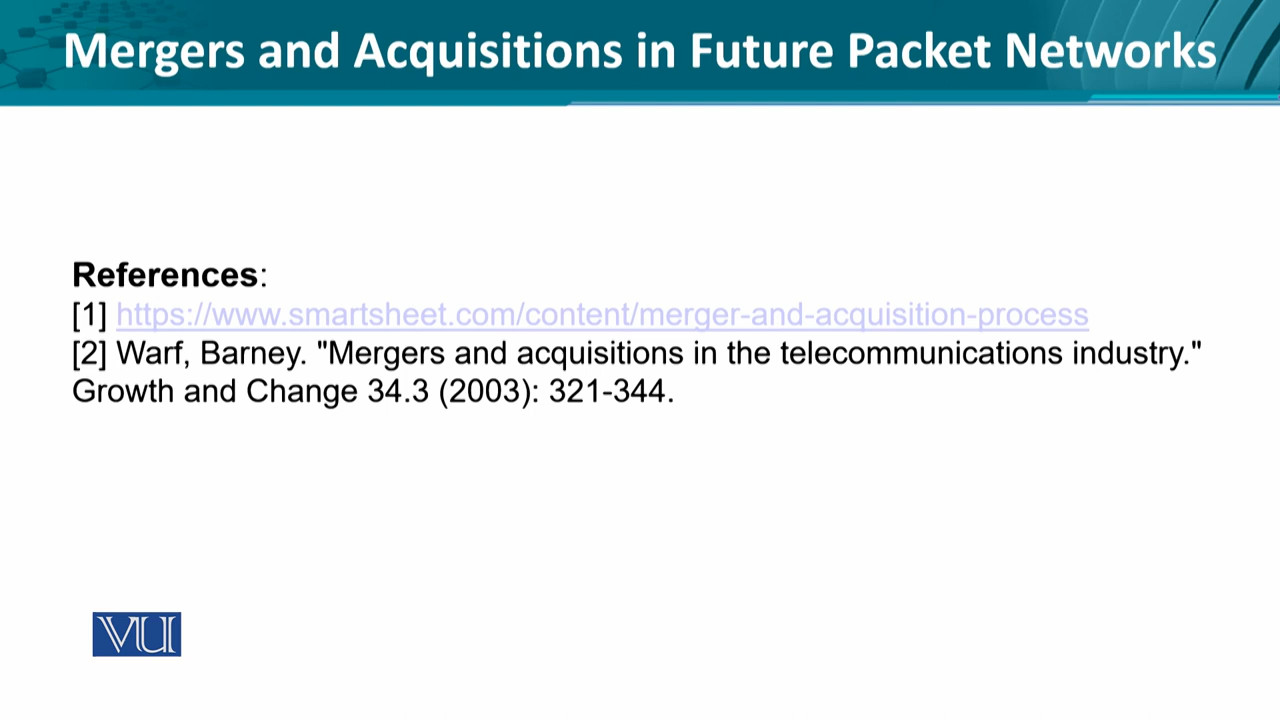 Mergers and Acquisitions in Future Packet Networks
References:
[1] https://www.smartsheet.com/content/merger-and-acquisition-process
[2] Warf, Barney. "Mergers and acquisitions in the telecommunications industry."
Growth and Change 34.3 (2003): 321-344.
VU